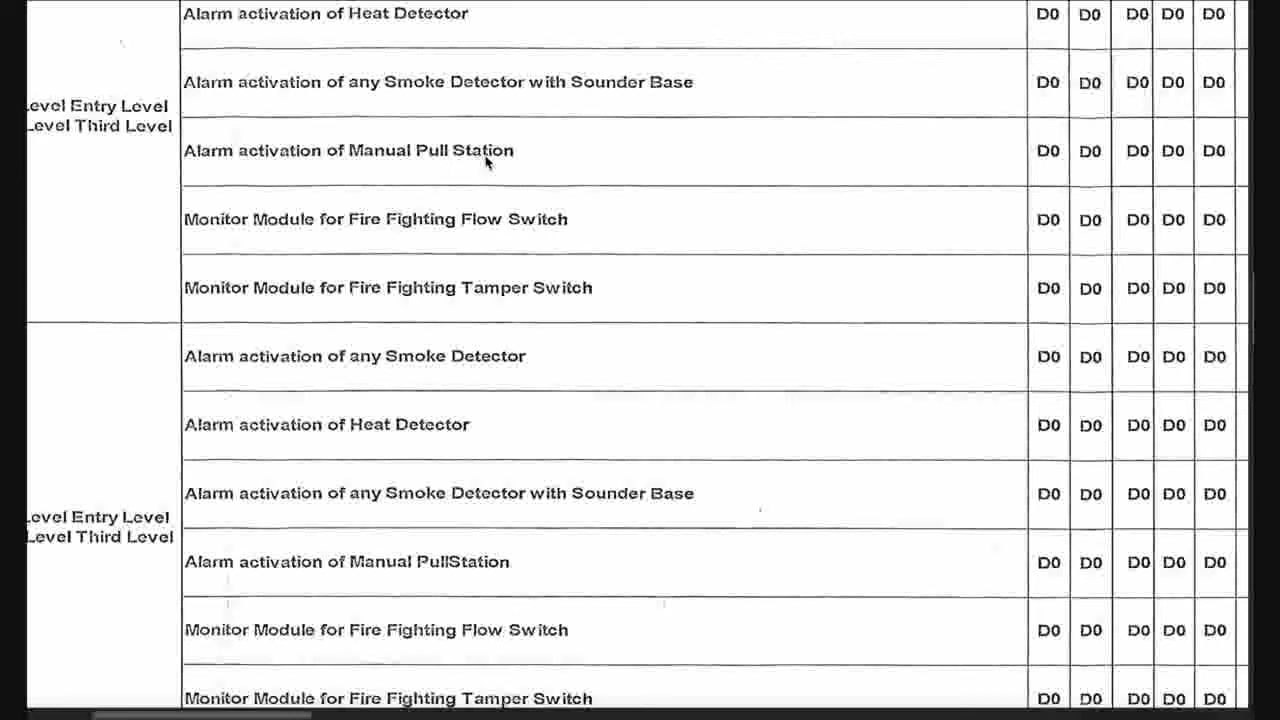 Alarm activation of Heat Detector D0 D0 D0 D0 D0
Alarm activation of any Smoke Detector with Sounder Base D0 D0 D0 D0 D0
evel Entry Level
Level Third Level
Alarm activation of Manual Pull Station D0 D0 D0 D0 D0
Monitor Module for Fire Fighting Flow Switch D0 D0 D0 D0 D0
Monitor Module for Fire Fighting Tamper Switch D0 D0 D0 D0 D0
Alarm activation of any Smoke Detector D0 D0 D0 D0 D0
Alarm activation of Heat Detector D0 D0 D0 D0 D0
Alarm activation of any Smoke Detector with Sounder Base D0 D0 D0 D0 D0
evel Entry Level
Level Third Level
Alarm activation of Manual PullStation D0 D0 D0 D0 D0
Monitor Module for Fire Fighting Flow Switch D0 D0 D0 D0 D0
Monitor Module for Fire Fighting Tamper Switch D0 D0 D0 D0 D0